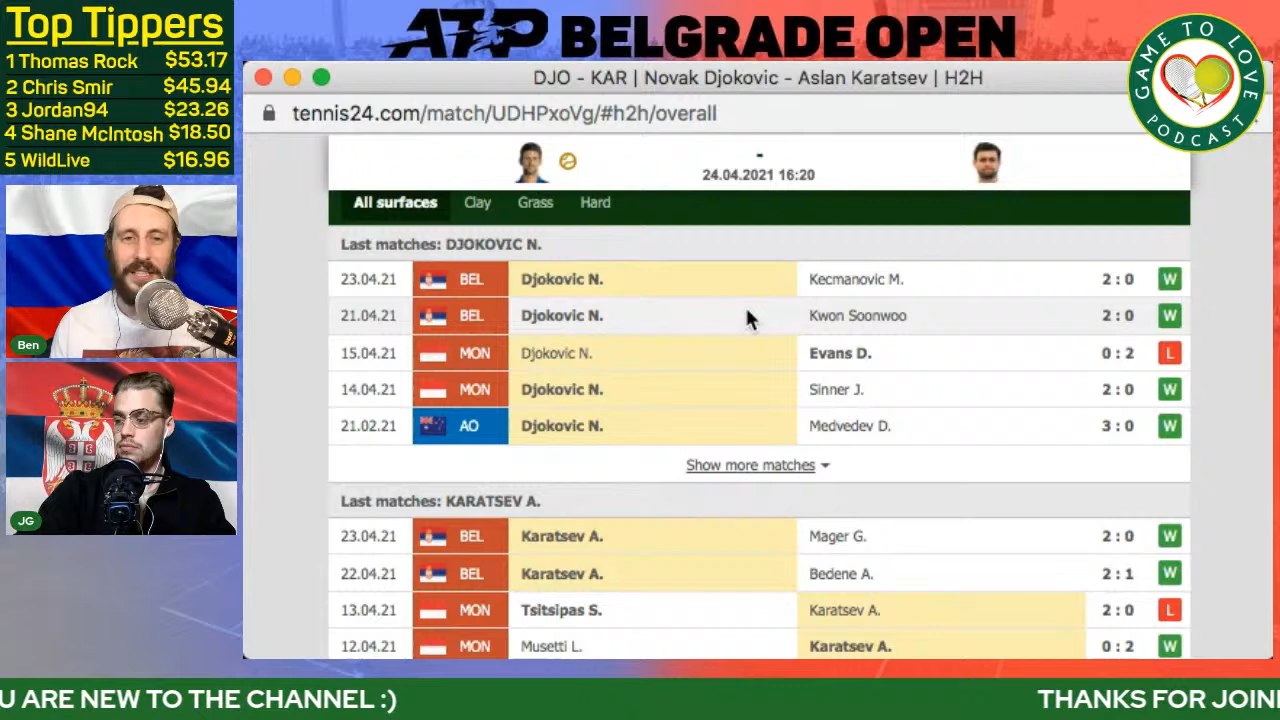 Top Tippers
1 Thomas Rock $53.17
2 Chris Smir $45.94
3 Jordan94 $23.26
4 Shane McIntosh $18.50
5 WildLive $16.96
ATP BELGRADE OPEN
GAME TO LOVE
PODCAST
DJO - KAR | Novak Djokovic - Aslan Karatsev | H2H
tennis24.com/match/UDHPxoVg/#h2h/overall
-
24.04.2021 16:20
All surfaces Clay Grass Hard
Last matches: DJOKOVIC N.
23.04.21 BEL Djokovic N. Kecmanovic M. 2 : 0 W
21.04.21 BEL Djokovic N. Kwon Soonwoo 2 : 0 W
15.04.21 MON Djokovic N. Evans D. 0 : 2 L
14.04.21 MON Djokovic N. Sinner J. 2 : 0 W
21.02.21 AO Djokovic N. Medvedev D. 3 : 0 W
Show more matches
Last matches: KARATSEV A.
23.04.21 BEL Karatsev A. Mager G. 2 : 0 W
22.04.21 BEL Karatsev A. Bedene A. 2 : 1 W
13.04.21 MON Tsitsipas S. Karatsev A. 2 : 0 L
12.04.21 MON Musetti L. Karatsev A. 0 : 2 W
Ben
JG
U ARE NEW TO THE CHANNEL :) THANKS FOR JOINI